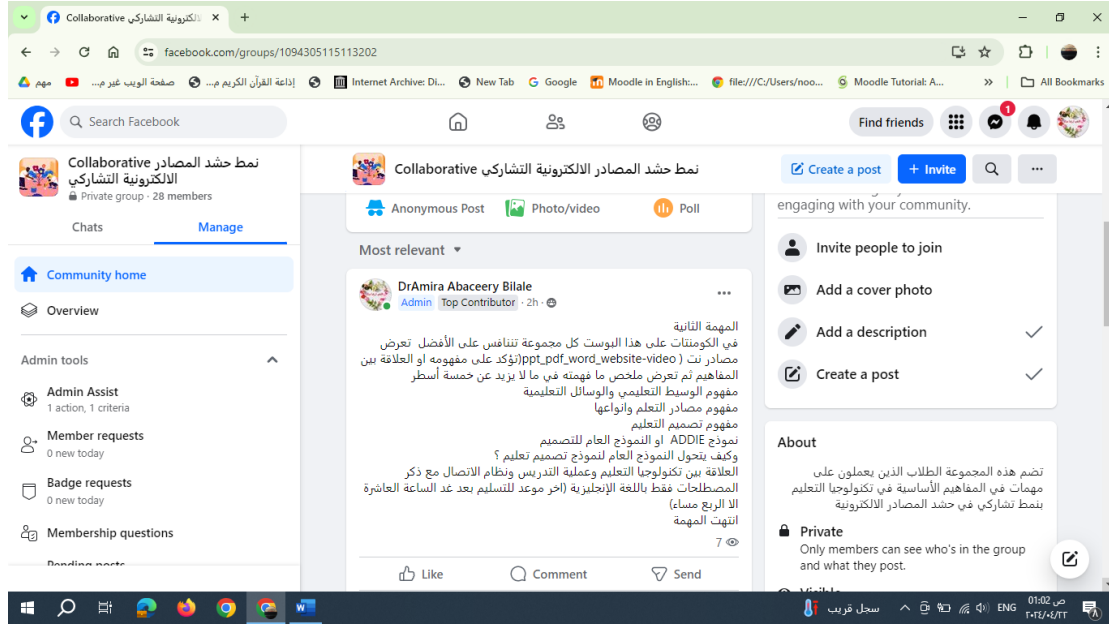 الالكترونية التشاركي Collaborative
facebook.com/groups/1094305115113202
مهم
صفحة الويب غير م...
إذاعة القرآن الكريم م...
Internet Archive: Di...
New Tab
Google
Moodle in English:...
file:///C:/Users/noo...
Moodle Tutorial: A...
All Bookmarks
Search Facebook
Find friends
1
نمط حشد المصادر Collaborative
الالكترونية التشاركي
Private group · 28 members
Chats
Manage
Community home
Overview
Admin tools
Admin Assist
1 action, 1 criteria
Member requests
0 new today
Badge requests
0 new today
Membership questions
Pending posts
نمط حشد المصادر الالكترونية التشاركي Collaborative
Create a post
+ Invite
Anonymous Post
Photo/video
Poll
Most relevant
DrAmira Abaceery Bilale
Admin Top Contributor · 2h ·
المهمة الثانية
في الكومنتات على هذا البوست كل مجموعة تتنافس على الأفضل تعرض
مصادر نت ( ppt_pdf_word_website-video(تؤكد على مفهومه او العلاقة بين
المفاهيم ثم تعرض ملخص ما فهمته في ما لا يزيد عن خمسة أسطر
مفهوم الوسيط التعليمي والوسائل التعليمية
مفهوم مصادر التعلم وانواعها
مفهوم تصميم التعليم
نموذج ADDIE او النموذج العام للتصميم
وكيف يتحول النموذج العام لنموذج تصميم تعليم ؟
العلاقة بين تكنولوجيا التعليم وعملية التدريس ونظام الاتصال مع ذكر
المصطلحات فقط باللغة الإنجليزية (اخر موعد للتسليم بعد غد الساعة العاشرة
الا الربع مساء)
انتهت المهمة
7
Like
Comment
Send
engaging with your community.
Invite people to join
Add a cover photo
Add a description
Create a post
About
تضم هذه المجموعة الطلاب الذين يعملون على
مهمات في المفاهيم الأساسية في تكنولوجيا التعليم
بنمط تشاركي في حشد المصادر الالكترونية
Private
Only members can see who's in the group
and what they post.
Visible
سجل قريب
ENG
01:02 ص
٢٠٢٤/٠٤/٢٢